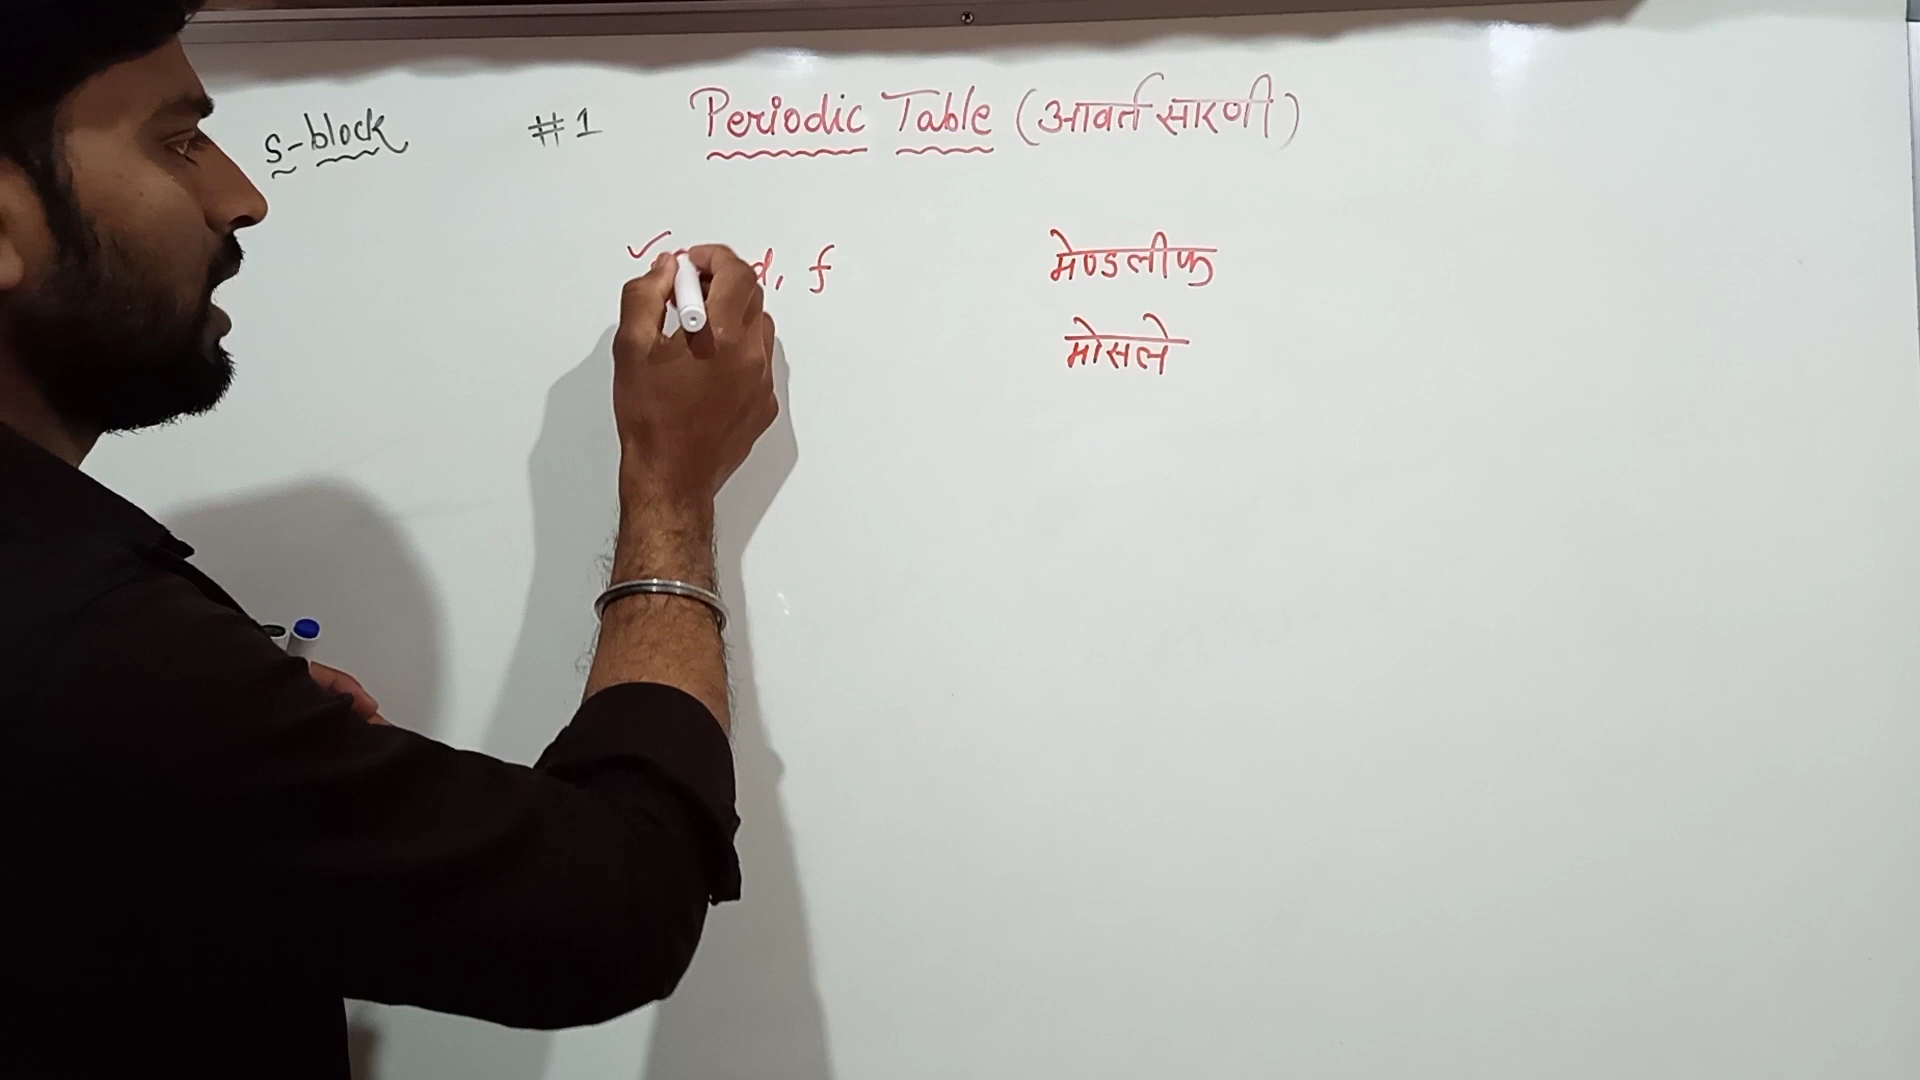 s-block #1 Periodic Table (आवर्त सारणी)
d, f मेण्डलीफ
मोसले